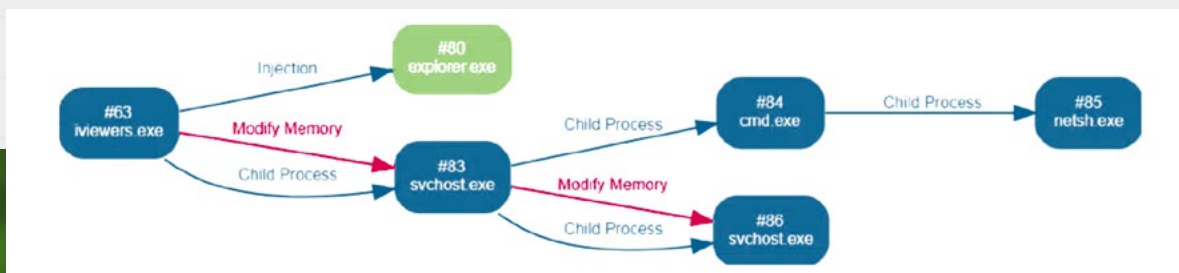 #80
explorer.exe
Injection
#63
iviewers.exe
Modify Memory
Child Process
#83
svchost.exe
Child Process
#84
cmd.exe
Child Process
#85
netsh.exe
Modify Memory
Child Process
#86
svchost.exe